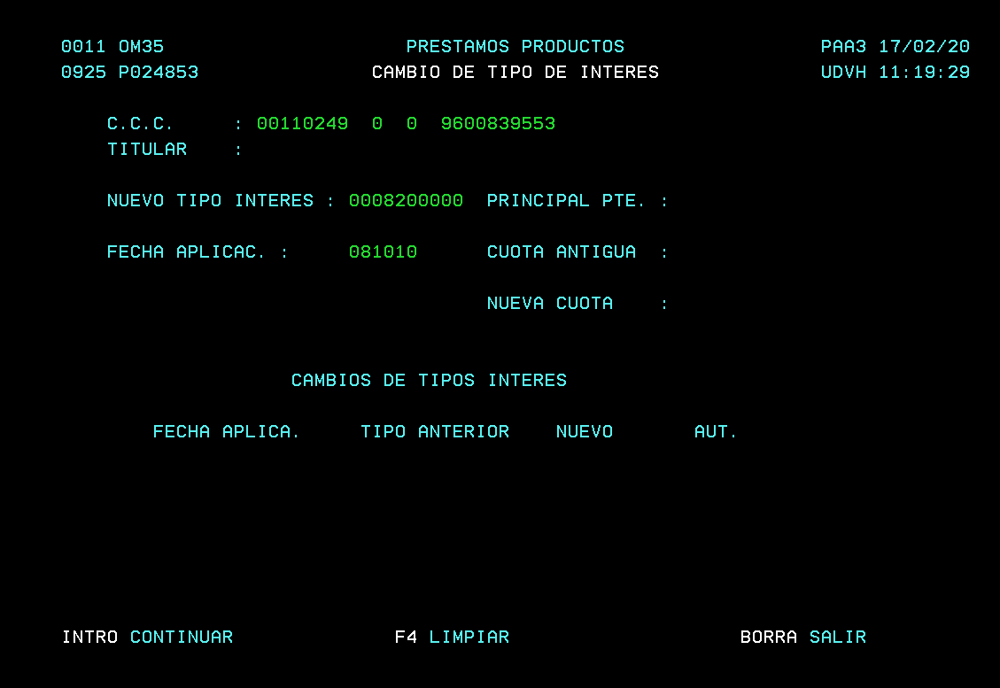 0011 OM35 PRESTAMOS PRODUCTOS PAA3 17/02/20
0925 P024853 CAMBIO DE TIPO DE INTERES UDVH 11:19:29
C.C.C. : 00110249 0 0 9600839553
TITULAR :
NUEVO TIPO INTERES : 0008200000 PRINCIPAL PTE. :
FECHA APLICAC. : 081010 CUOTA ANTIGUA :
NUEVA CUOTA :
CAMBIOS DE TIPOS INTERES
FECHA APLICA. TIPO ANTERIOR NUEVO AUT.
INTRO CONTINUAR F4 LIMPIAR BORRA SALIR